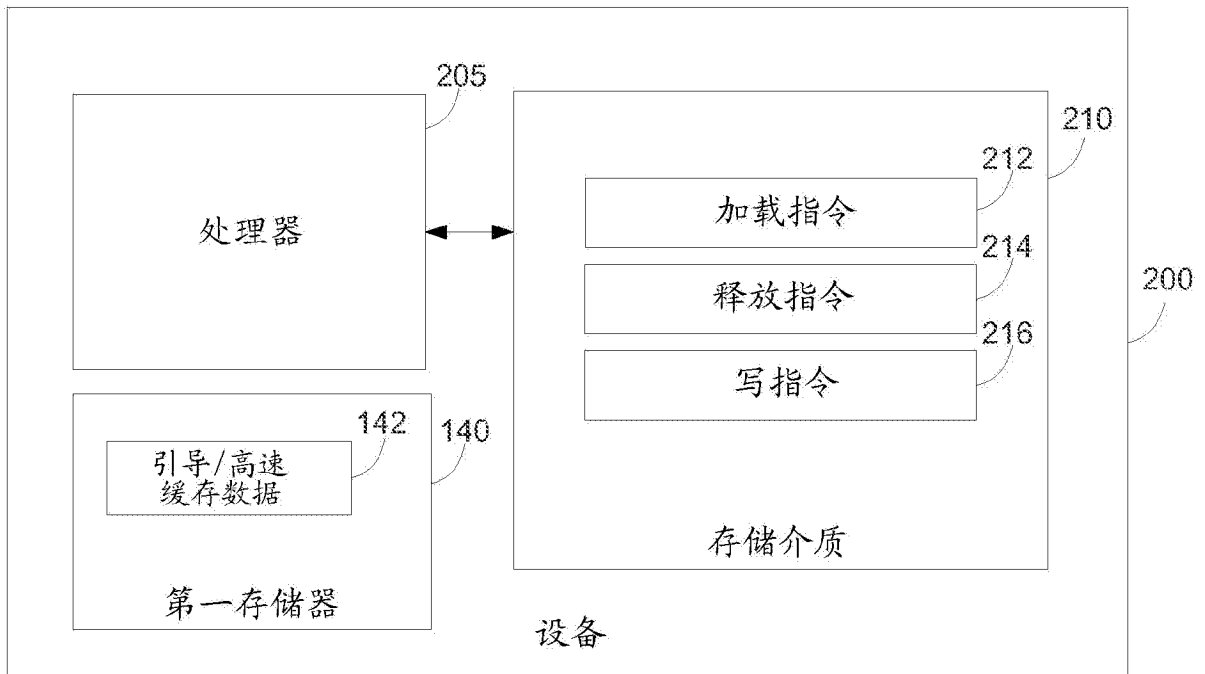 205
处理器
210
212
加载指令
214
释放指令
216
写指令
200
存储介质
142
140
引导/高速
缓存数据
第一存储器
设备